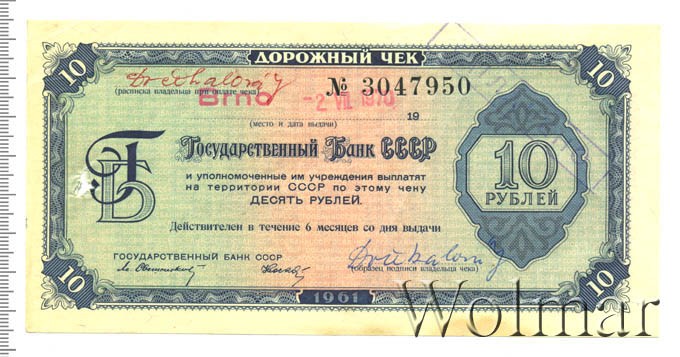 ДОРОЖНЫЙ ЧЕК
10 10
№ 3047950
(расписка владельца при оплате чека)
Brno -2 VII 1970
19
(место и дата выдачи)
ГБ
Государственный Банк СССР
и уполномоченные им учреждения выплатят
на территории СССР по этому чеку
ДЕСЯТЬ РУБЛЕЙ.
10
РУБЛЕЙ
Действителен в течение 6 месяцев со дня выдачи
ГОСУДАРСТВЕННЫЙ БАНК СССР
(образец подписи владельца чека)
10 10
1961
Wolmar